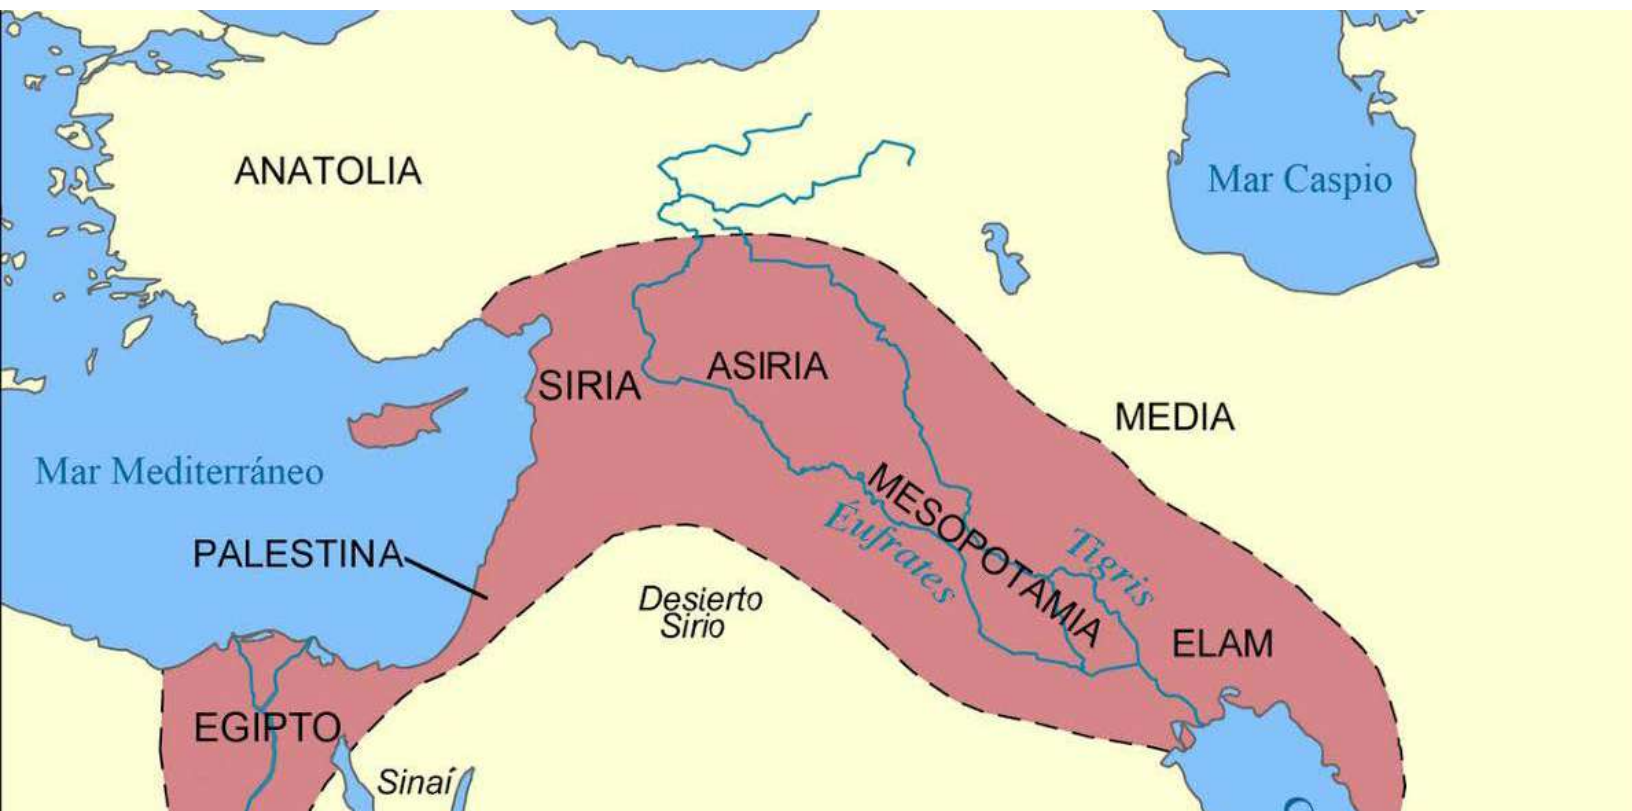 ANATOLIA
Mar Caspio
SIRIA
ASIRIA
MEDIA
Mar Mediterráneo
MESOPOTAMIA
Éufrates
Tigris
PALESTINA
Desierto
Sirio
ELAM
EGIPTO
Sinaí